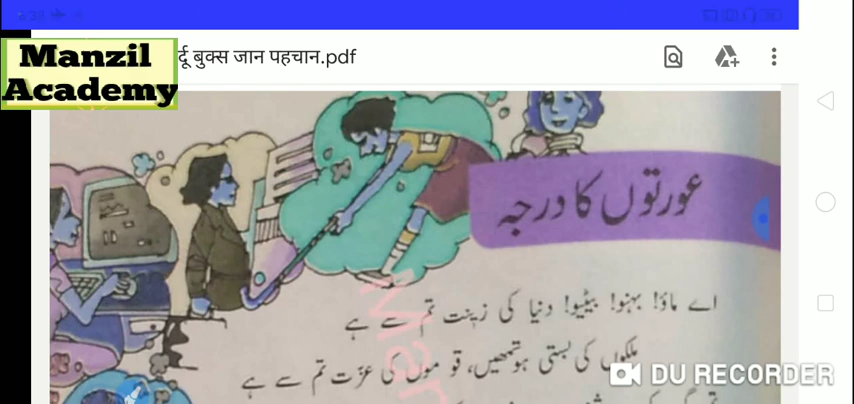 Manzil
Academy
र्दू बुक्स जान पहचान.pdf
عورتوں کا درجہ
اے ماؤ! بہنو! بیٹیو! دنیا کی زینت تم سے ہے
ملکوں کی بستی ہو تمھیں، قوموں کی عزت تم سے ہے
DU RECORDER